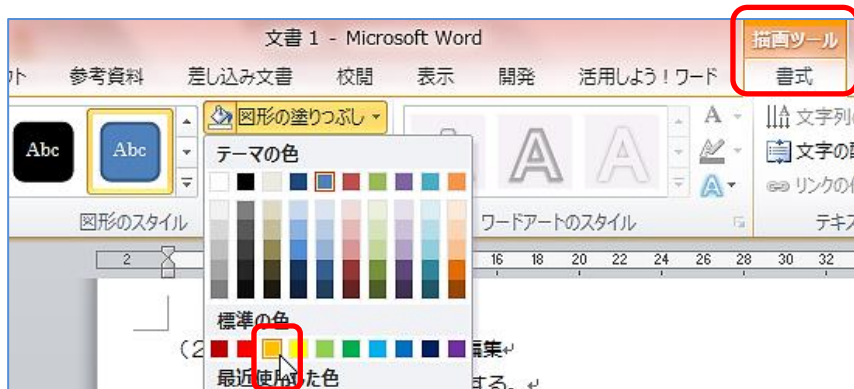 文書 1 - Microsoft Word
描画ツール
参考資料 差し込み文書 校閲 表示 開発 活用しよう！ワード 書式
図形の塗りつぶし
Abc Abc
テーマの色
A A A
文字列
文字の
リンクの
図形のスタイル ワードアートのスタイル テキス
2 16 18 20 22 24 26 28 30 32
標準の色
（2 集
最近使用した色 する。